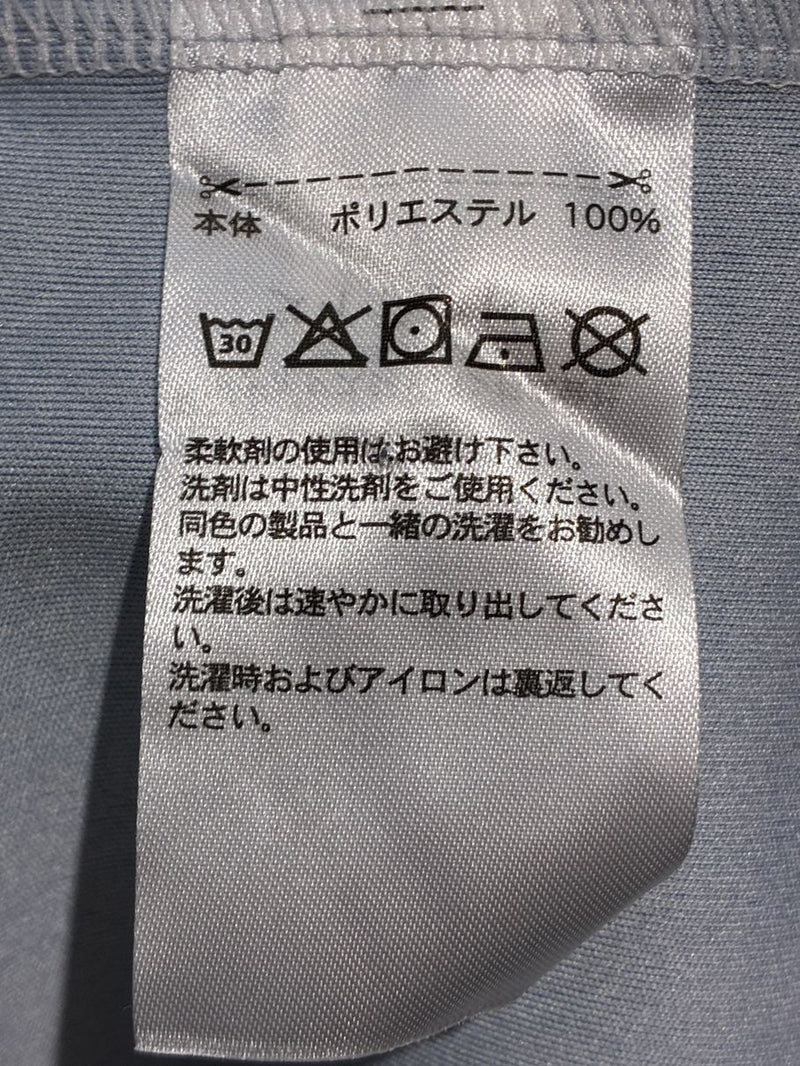 本体 ポリエステル 100%
30
柔軟剤の使用はお避け下さい。
洗剤は中性洗剤をご使用ください。
同色の製品と一緒の洗濯をお勧めし
ます。
洗濯後は速やかに取り出してくださ
い。
洗濯時およびアイロンは裏返してく
ださい。